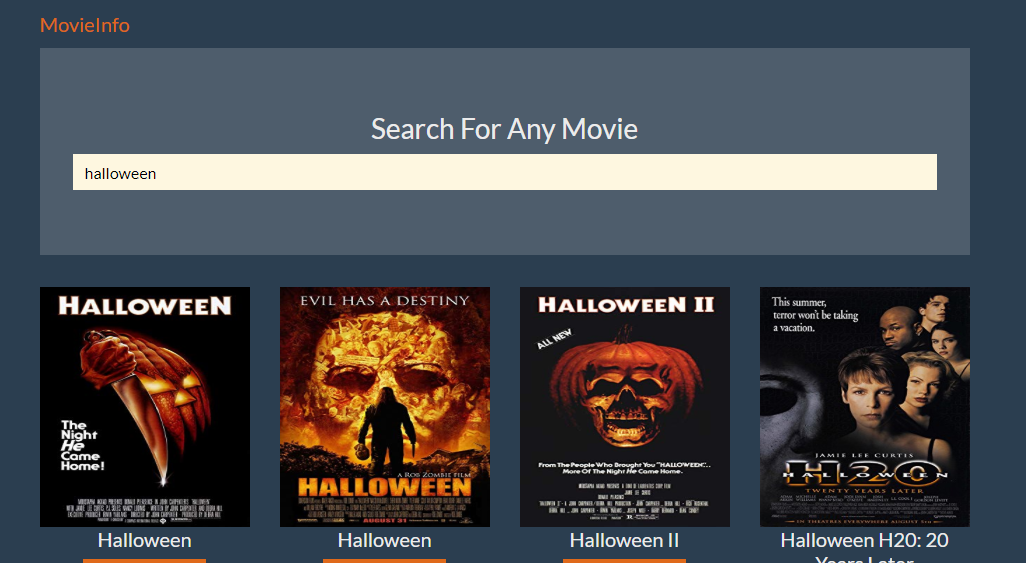 MovieInfo
Search For Any Movie
halloween
HALLOWEEN
The
Night
He
Came
Home!
EVIL HAS A DESTINY
A ROB ZOMBIE FILM
HALLOWEEN
AUGUST 31
HALLOWEEN II
ALL NEW
From The People Who Brought You "HALLOWEEN"...
More Of The Night He Came Home.
This summer,
terror won't be taking
a vacation.
JAMIE LEE CURTIS
H20
HALLOWEEN
TWENTY YEARS LATER
IN THEATRES EVERYWHERE AUGUST 5th
Halloween
Halloween
Halloween II
Halloween H20: 20
Years Later